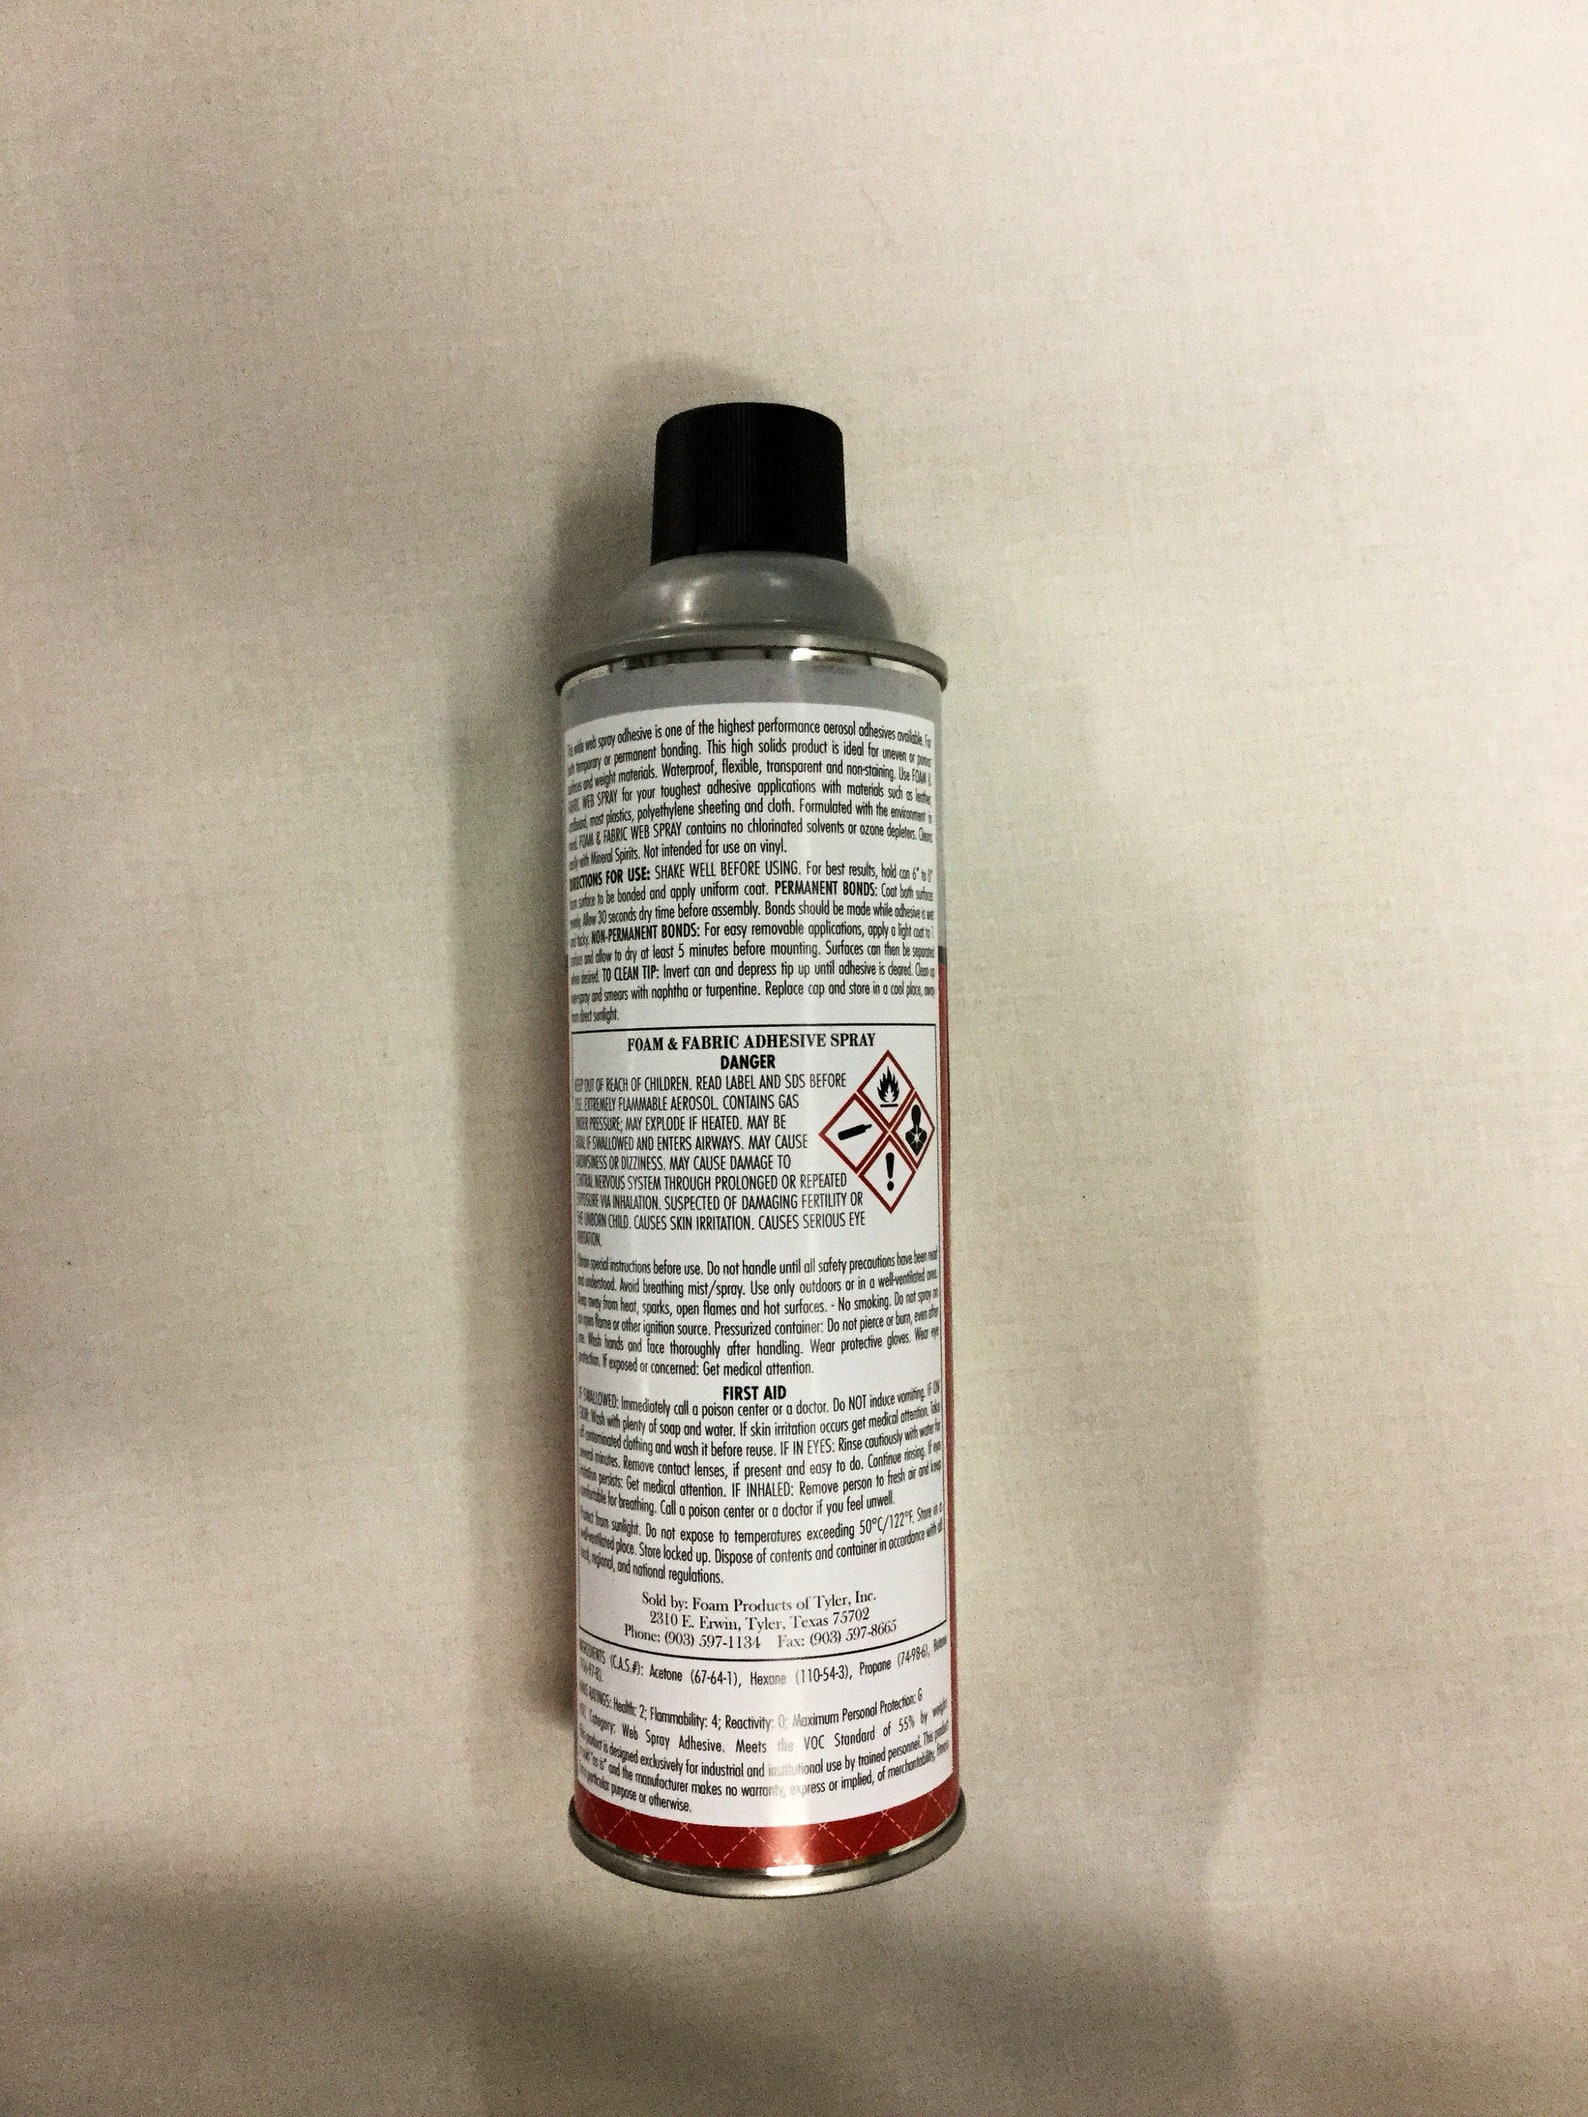 wide web spray adhesive is one of the highest performance aerosol adhesives available. For
temporary or permanent bonding. This high solids product is ideal for uneven or porous
and weight materials. Waterproof, flexible, transparent and non-staining. Use FOAM &
WEB SPRAY for your toughest adhesive applications with materials such as leather,
most plastics, polyethylene sheeting and cloth. Formulated with the environment in
FOAM & FABRIC WEB SPRAY contains no chlorinated solvents or ozone depleters. Cleans
with Mineral Spirits. Not intended for use on vinyl.
DIRECTIONS FOR USE: SHAKE WELL BEFORE USING. For best results, hold can 6" to 8"
surface to be bonded and apply uniform coat. PERMANENT BONDS: Coat both surfaces
Allow 30 seconds dry time before assembly. Bonds should be made while adhesive is wet
and tacky. NON-PERMANENT BONDS: For easy removable applications, apply a light coat to 1
and allow to dry at least 5 minutes before mounting. Surfaces can then be separated
when desired. TO CLEAN TIP: Invert can and depress tip up until adhesive is cleared. Clean up
and smears with naphtha or turpentine. Replace cap and store in a cool place, away
direct sunlight.
FOAM & FABRIC ADHESIVE SPRAY
DANGER
KEEP OUT OF REACH OF CHILDREN. READ LABEL AND SDS BEFORE
USE. EXTREMELY FLAMMABLE AEROSOL. CONTAINS GAS
UNDER PRESSURE; MAY EXPLODE IF HEATED. MAY BE
FATAL IF SWALLOWED AND ENTERS AIRWAYS. MAY CAUSE
DROWSINESS OR DIZZINESS. MAY CAUSE DAMAGE TO
CENTRAL NERVOUS SYSTEM THROUGH PROLONGED OR REPEATED
EXPOSURE VIA INHALATION. SUSPECTED OF DAMAGING FERTILITY OR
THE UNBORN CHILD. CAUSES SKIN IRRITATION. CAUSES SERIOUS EYE
IRRITATION.
Obtain special instructions before use. Do not handle until all safety precautions have been read
and understood. Avoid breathing mist/spray. Use only outdoors or in a well-ventilated area.
Keep away from heat, sparks, open flames and hot surfaces. - No smoking. Do not spray on
an open flame or other ignition source. Pressurized container: Do not pierce or burn, even after
use. Wash hands and face thoroughly after handling. Wear protective gloves. Wear eye
protection. If exposed or concerned: Get medical attention.
FIRST AID
IF SWALLOWED: Immediately call a poison center or a doctor. Do NOT induce vomiting. IF ON
SKIN: Wash with plenty of soap and water. If skin irritation occurs get medical attention. Take
off contaminated clothing and wash it before reuse. IF IN EYES: Rinse cautiously with water for
several minutes. Remove contact lenses, if present and easy to do. Continue rinsing. If eye
irritation persists: Get medical attention. IF INHALED: Remove person to fresh air and keep
comfortable for breathing. Call a poison center or a doctor if you feel unwell.
Protect from sunlight. Do not expose to temperatures exceeding 50°C/122°F. Store in a
well-ventilated place. Store locked up. Dispose of contents and container in accordance with all
local, regional, and national regulations.
Sold by: Foam Products of Tyler, Inc.
2310 E. Erwin, Tyler, Texas 75702
Phone: (903) 597-1134 Fax: (903) 597-8665
INGREDIENTS (C.A.S.#): Acetone (67-64-1), Hexane (110-54-3), Propane (74-98-6), Butane
RATINGS: Health: 2; Flammability: 4; Reactivity: 0; Maximum Personal Protection: G
Category: Web Spray Adhesive. Meets the VOC Standard of 55% by weight.
This product is designed exclusively for industrial and institutional use by trained personnel. This product
"as is" and the manufacturer makes no warranty, express or implied, of merchantability, fitness
particular purpose or otherwise.